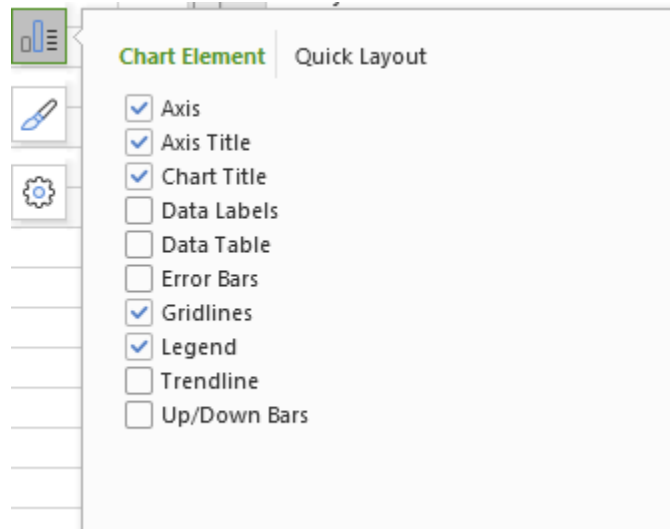 Chart Element Quick Layout
Axis
Axis Title
Chart Title
Data Labels
Data Table
Error Bars
Gridlines
Legend
Trendline
Up/Down Bars